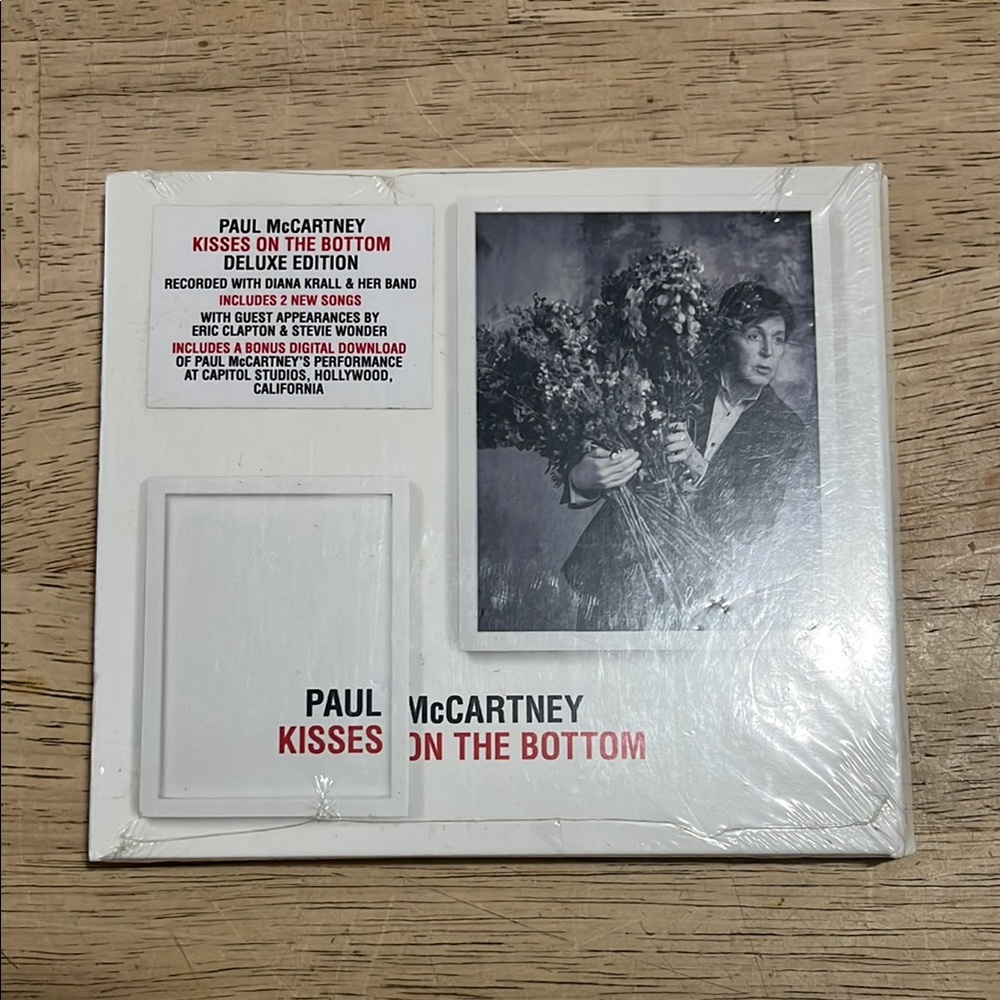 PAUL McCARTNEY
KISSES ON THE BOTTOM
DELUXE EDITION
RECORDED WITH DIANA KRALL & HER BAND
INCLUDES 2 NEW SONGS
WITH GUEST APPEARANCES BY
ERIC CLAPTON & STEVIE WONDER
INCLUDES A BONUS DIGITAL DOWNLOAD
OF PAUL McCARTNEY'S PERFORMANCE
AT CAPITOL STUDIOS, HOLLYWOOD,
CALIFORNIA
PAUL McCARTNEY
KISSES ON THE BOTTOM